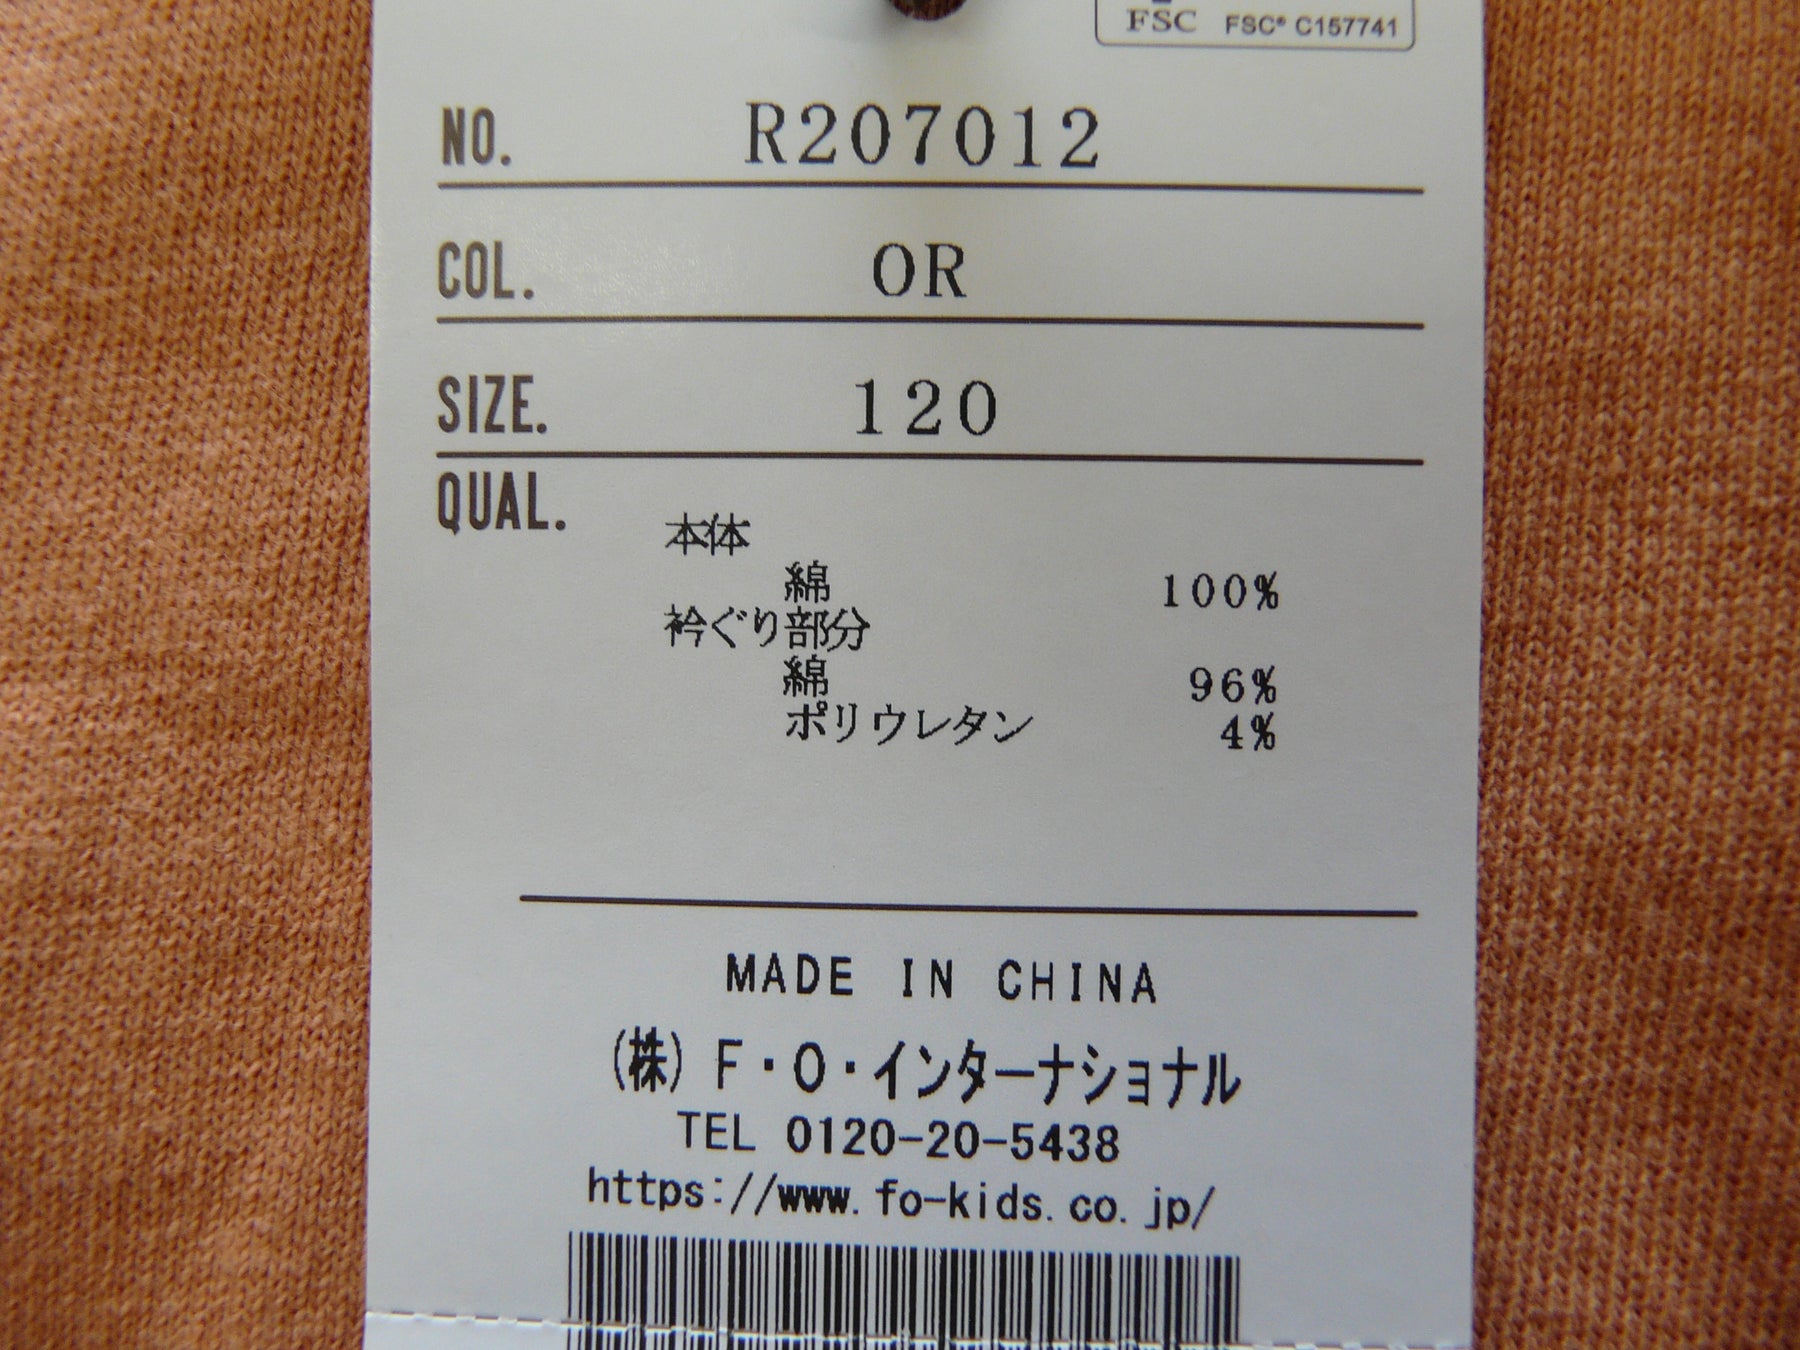 FSC FSC® C157741
NO. R207012
COL. OR
SIZE. 120
QUAL.
本体
綿 100%
衿ぐり部分
綿 96%
ポリウレタン 4%
MADE IN CHINA
(株) F・O・インターナショナル
TEL 0120-20-5438
https://www.fo-kids.co.jp/